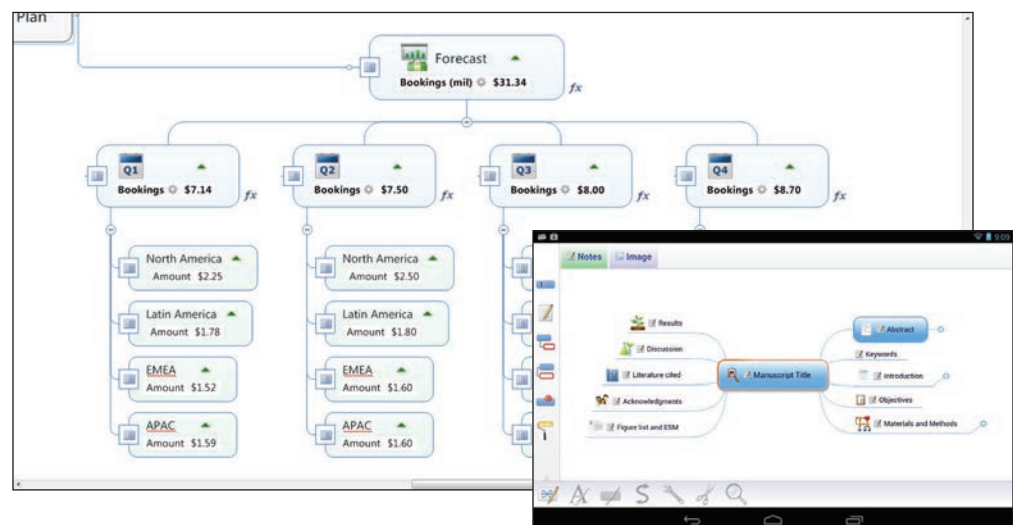 Plan
Forecast
Bookings (mil) $31.34
fx
Q1
Bookings $7.14
fx
Q2
Bookings $7.50
fx
Q3
Bookings $8.00
fx
Q4
Bookings $8.70
fx
North America
Amount $2.25
Latin America
Amount $1.78
EMEA
Amount $1.52
APAC
Amount $1.59
North America
Amount $2.50
Latin America
Amount $1.80
EMEA
Amount $1.60
APAC
Amount $1.60
9:09
Notes
Image
Results
Discussion
Literature cited
Acknowledgments
Figure list and ESM
Manuscript Title
Abstract
Keywords
Introduction
Objectives
Materials and Methods